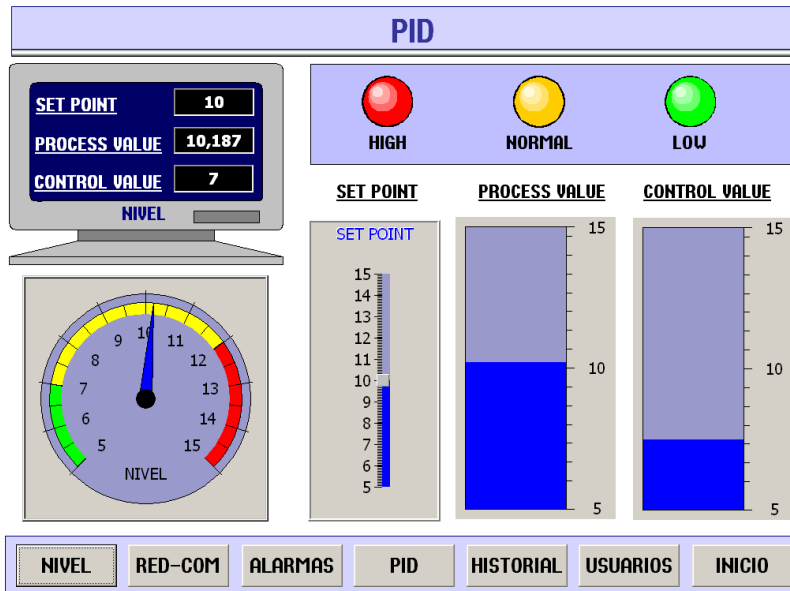 PID
SET POINT 10
PROCESS VALUE 10,187
CONTROL VALUE 7
NIVEL
HIGH NORMAL LOW
SET POINT PROCESS VALUE CONTROL VALUE
SET POINT
15
14
13
12
11
10
9
8
7
6
5
15
10
5
15
10
5
5
6
7
8
9
10
11
12
13
14
15
NIVEL
NIVEL RED-COM ALARMAS PID HISTORIAL USUARIOS INICIO